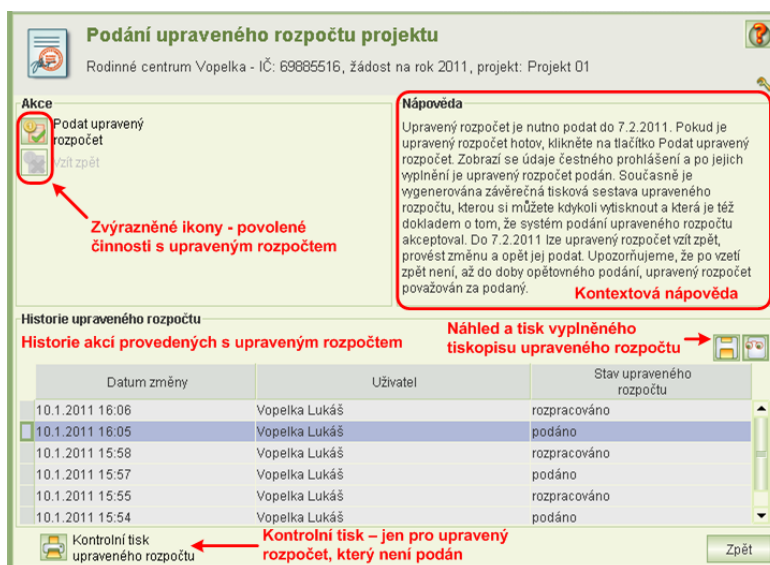 Podání upraveného rozpočtu projektu
Rodinné centrum Vopelka - IČ: 69885516, žádost na rok 2011, projekt: Projekt 01
Akce
Podat upravený
rozpočet
Vzít zpět
Zvýrazněné ikony - povolené
činnosti s upraveným rozpočtem
Nápověda
Upravený rozpočet je nutno podat do 7.2.2011. Pokud je
upravený rozpočet hotov, klikněte na tlačítko Podat upravený
rozpočet. Zobrazí se údaje čestného prohlášení a po jejich
vyplnění je upravený rozpočet podán. Současně je
vygenerována závěrečná tisková sestava upraveného
rozpočtu, kterou si můžete kdykoli vytisknout a která je též
dokladem o tom, že systém podání upraveného rozpočtu
akceptoval. Do 7.2.2011 lze upravený rozpočet vzít zpět,
provést změnu a opět jej podat. Upozorňujeme, že po vzetí
zpět není, až do doby opětovného podání, upravený rozpočet
považován za podaný.
Kontextová nápověda
Historie upraveného rozpočtu
Historie akcí provedených s upraveným rozpočtem
Náhled a tisk vyplněného
tiskopisu upraveného rozpočtu
Datum změny Uživatel Stav upraveného
rozpočtu
10.1.2011 16:06 Vopelka Lukáš rozpracováno
10.1.2011 16:05 Vopelka Lukáš podáno
10.1.2011 15:58 Vopelka Lukáš rozpracováno
10.1.2011 15:57 Vopelka Lukáš podáno
10.1.2011 15:55 Vopelka Lukáš rozpracováno
10.1.2011 15:54 Vopelka Lukáš podáno
Kontrolní tisk
upraveného rozpočtu
Kontrolní tisk – jen pro upravený
rozpočet, který není podán
Zpět